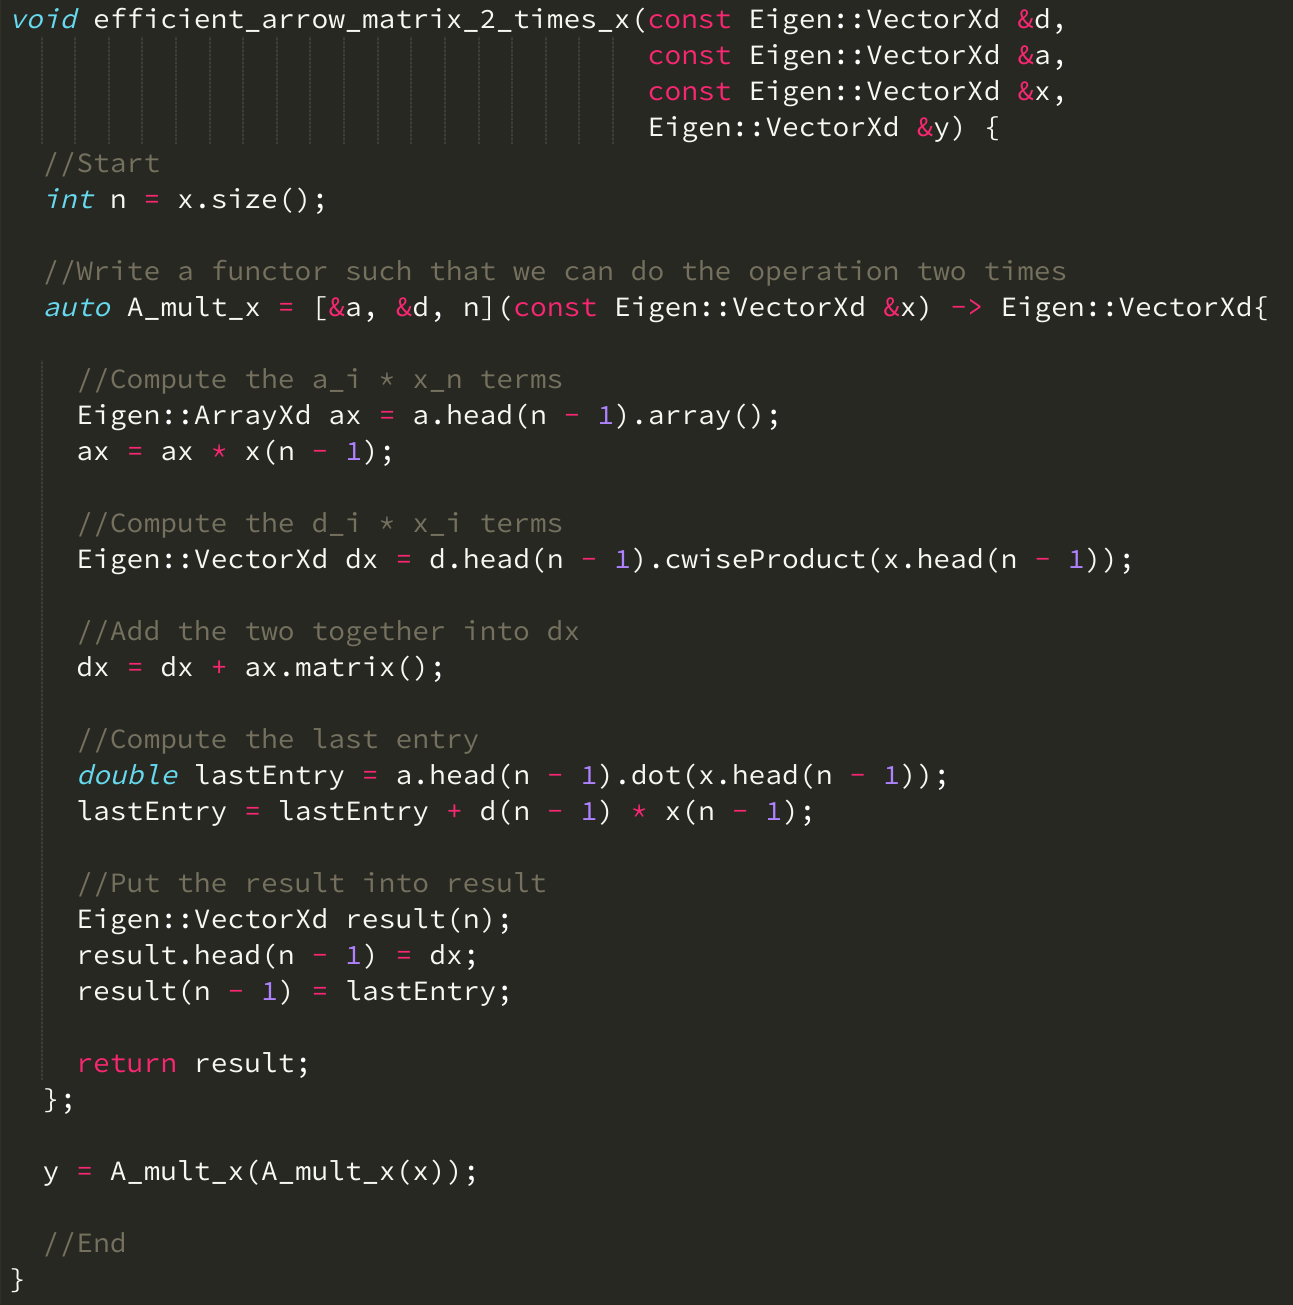 void efficient_arrow_matrix_2_times_x(const Eigen::VectorXd &d,
                                      const Eigen::VectorXd &a,
                                      const Eigen::VectorXd &x,
                                      Eigen::VectorXd &y) {
  //Start
  int n = x.size();

  //Write a functor such that we can do the operation two times
  auto A_mult_x = [&a, &d, n](const Eigen::VectorXd &x) -> Eigen::VectorXd{

    //Compute the a_i * x_n terms
    Eigen::ArrayXd ax = a.head(n - 1).array();
    ax = ax * x(n - 1);

    //Compute the d_i * x_i terms
    Eigen::VectorXd dx = d.head(n - 1).cwiseProduct(x.head(n - 1));

    //Add the two together into dx
    dx = dx + ax.matrix();

    //Compute the last entry
    double lastEntry = a.head(n - 1).dot(x.head(n - 1));
    lastEntry = lastEntry + d(n - 1) * x(n - 1);

    //Put the result into result
    Eigen::VectorXd result(n);
    result.head(n - 1) = dx;
    result(n - 1) = lastEntry;

    return result;
  };

  y = A_mult_x(A_mult_x(x));

  //End
}